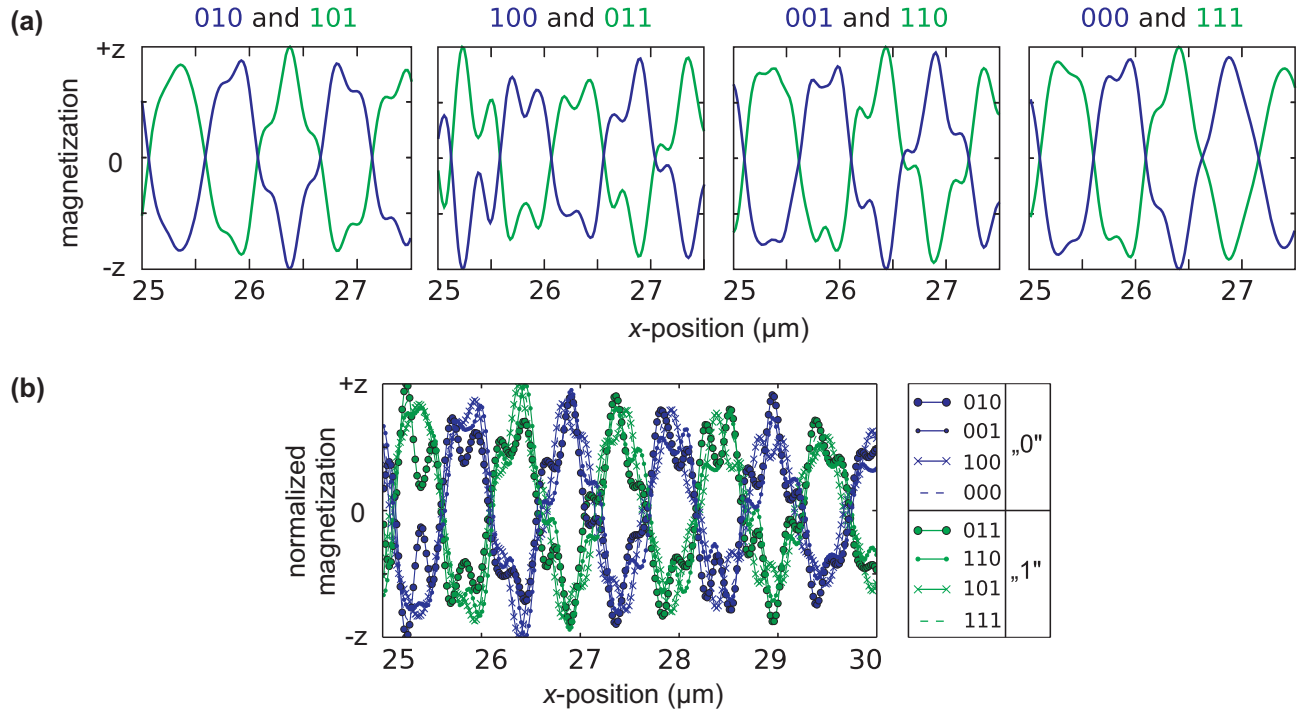 (a)
010 and 101
100 and 011
001 and 110
000 and 111
magnetization
+z
0
-z
25 26 27
25 26 27
25 26 27
25 26 27
x-position (µm)
(b)
normalized
magnetization
+z
0
-z
25 26 27 28 29 30
x-position (µm)
010
001
100
000
„0"
011
110
101
111
„1"